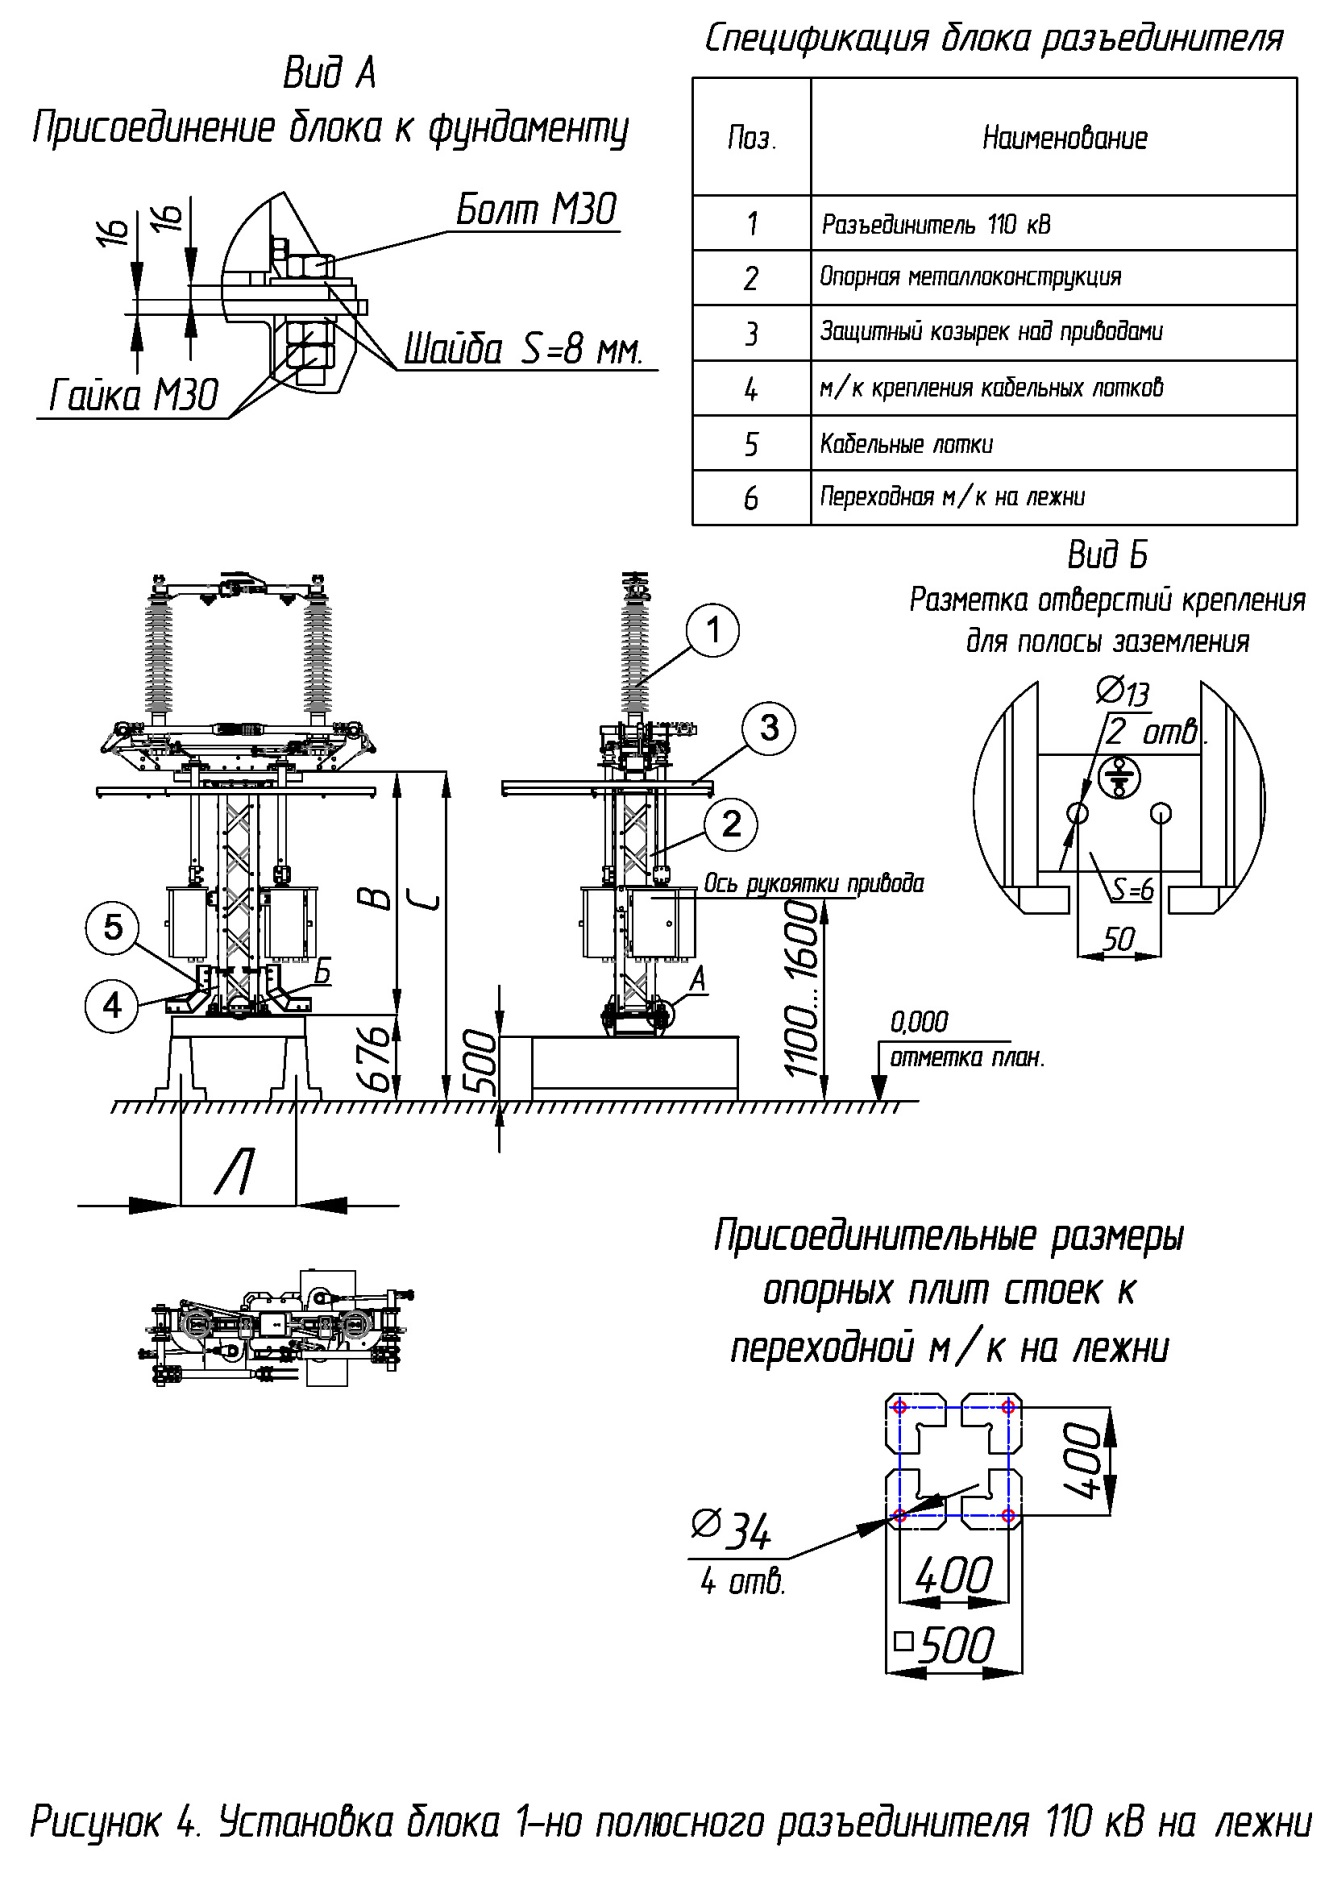 Спецификация блока разъединителя
Вид А
Присоединение блока к фундаменту
Поз.
Наименование
1
Разъединитель 110 кВ
2
Опорная металлоконструкция
3
Защитный козырек над приводами
4
м/к крепления кабельных лотков
5
Кабельные лотки
6
Переходная м/к на лежни
16
16
Болт М30
Шайба S=8 мм.
Гайка М30
Вид Б
Разметка отверстий крепления
для полосы заземления
Ø13
2 отв.
S=6
50
1
3
2
Ось рукоятки привода
5
4
Б
А
В
С
676
500
1100...1600
0,000
отметка план.
Л
Присоединительные размеры
опорных плит стоек к
переходной м/к на лежни
Ø34
4 отв.
400
400
□500
Рисунок 4. Установка блока 1-но полюсного разъединителя 110 кВ на лежни